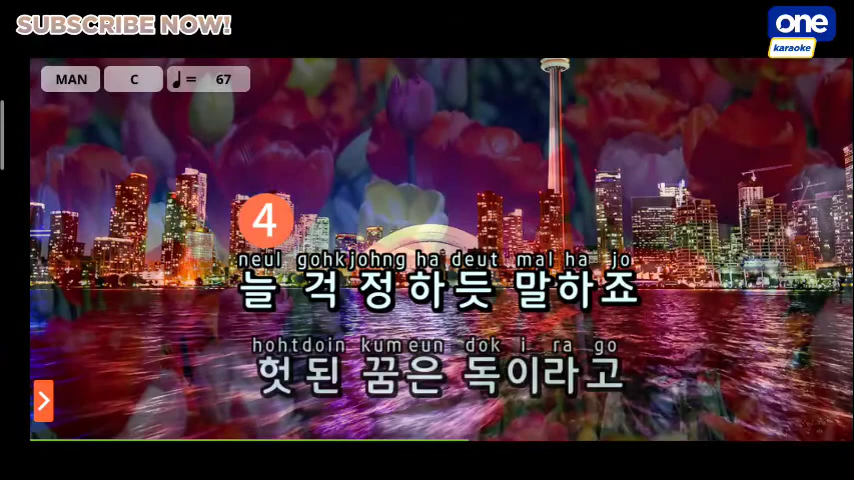 SUBSCRIBE NOW!
one
karaoke
MAN C ♩= 67
4
neul gohkjohng ha deut mal ha jo
늘 걱정하듯 말하죠
hohtdoin kumeun dok i ra go
헛된 꿈은 독이라고